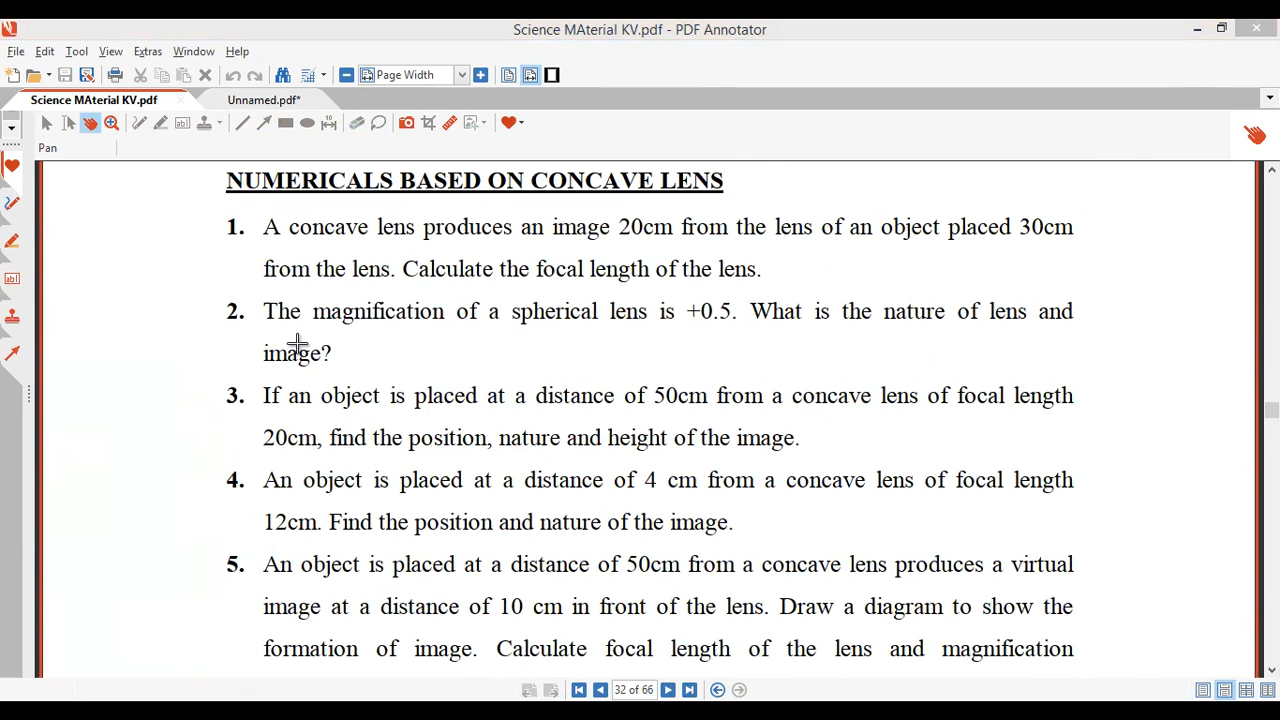 Science MAterial KV.pdf - PDF Annotator
File Edit Tool View Extras Window Help
Page Width
Science MAterial KV.pdf Unnamed.pdf*
Pan
NUMERICALS BASED ON CONCAVE LENS
1. A concave lens produces an image 20cm from the lens of an object placed 30cm
from the lens. Calculate the focal length of the lens.
2. The magnification of a spherical lens is +0.5. What is the nature of lens and
image?
3. If an object is placed at a distance of 50cm from a concave lens of focal length
20cm, find the position, nature and height of the image.
4. An object is placed at a distance of 4 cm from a concave lens of focal length
12cm. Find the position and nature of the image.
5. An object is placed at a distance of 50cm from a concave lens produces a virtual
image at a distance of 10 cm in front of the lens. Draw a diagram to show the
formation of image. Calculate focal length of the lens and magnification
32 of 66